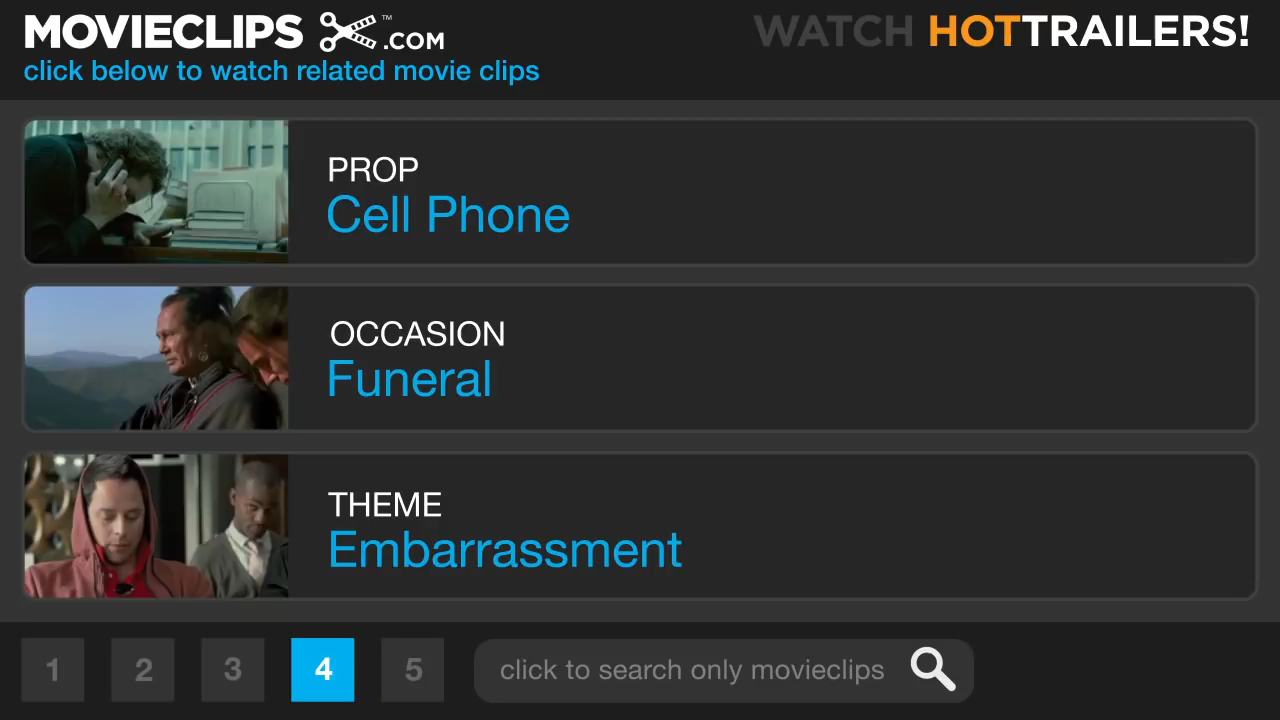 MOVIECLIPS ™ .COM
WATCH HOTTRAILERS!
click below to watch related movie clips
PROP
Cell Phone
OCCASION
Funeral
THEME
Embarrassment
1 2 3 4 5
click to search only movieclips